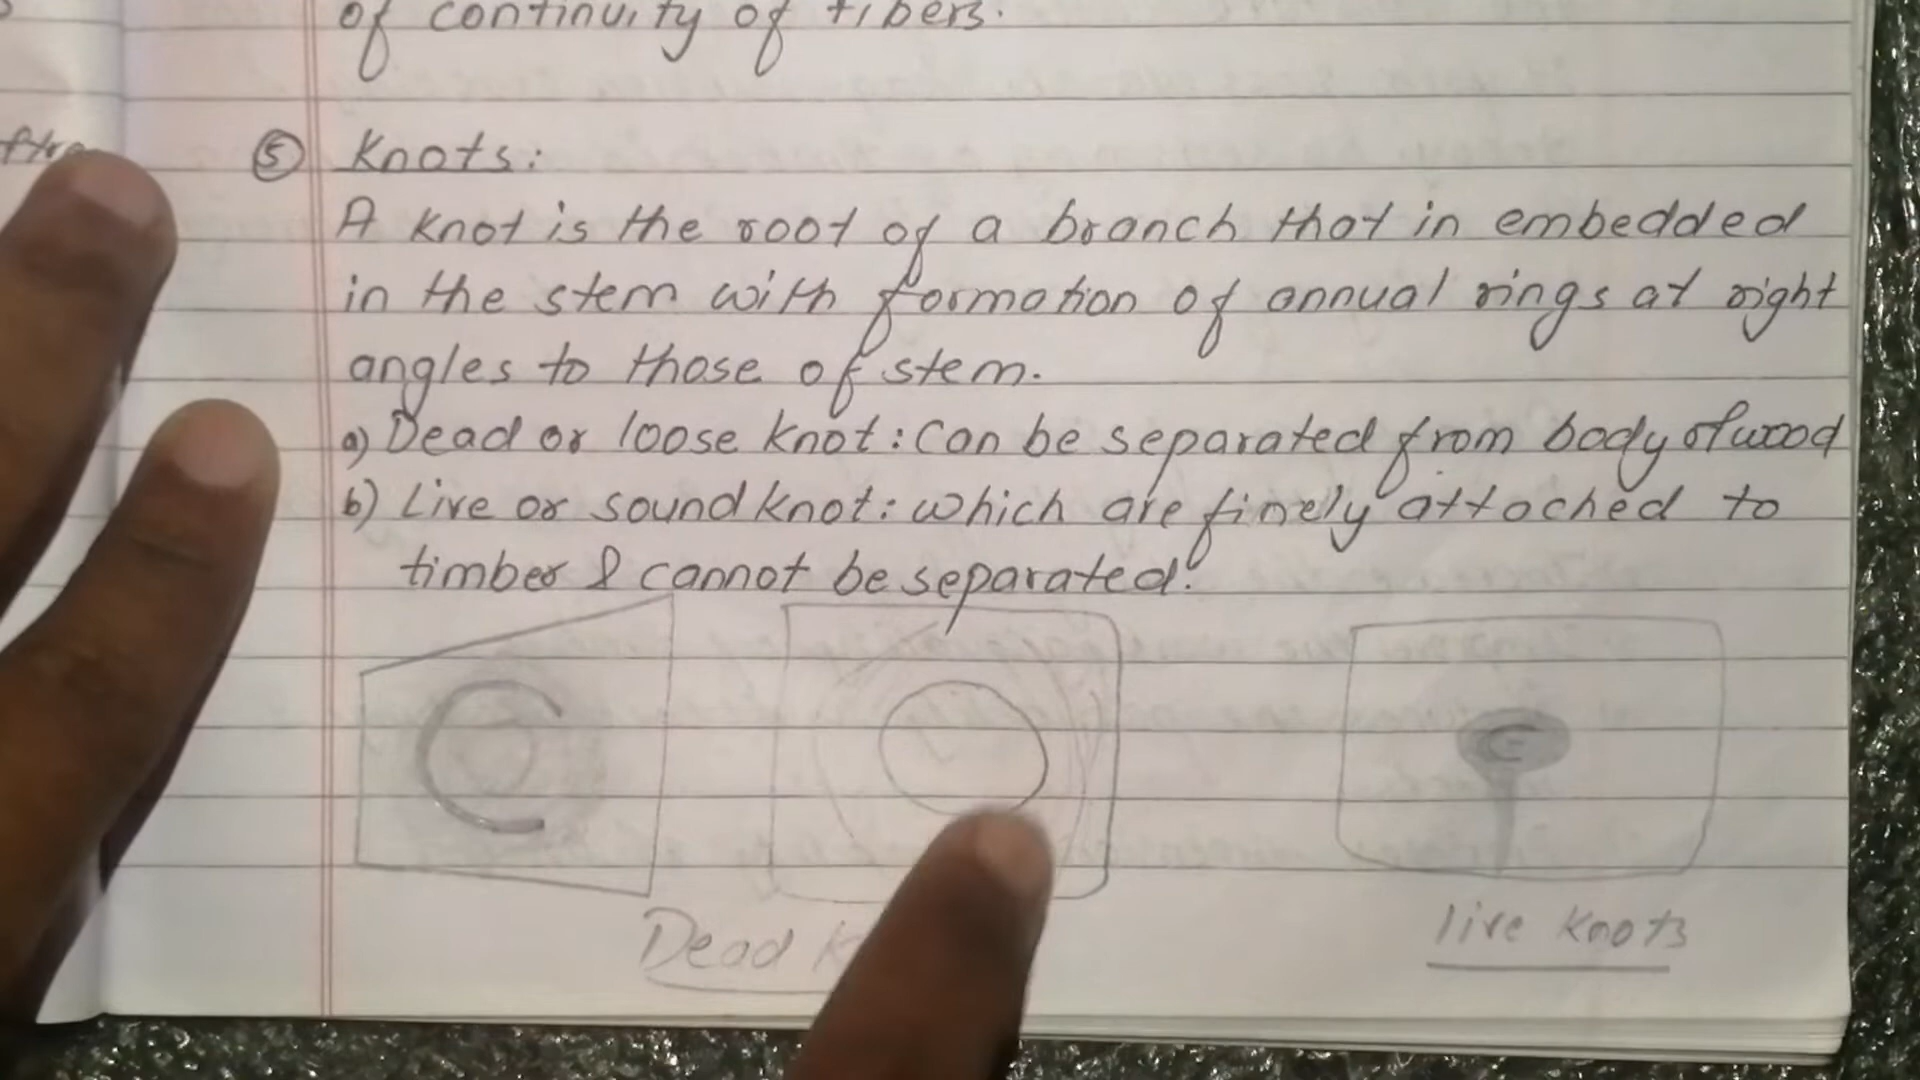 of continuity of fibers.
⑤ Knots:
A knot is the root of a branch that in embedded
in the stem with formation of annual rings at right
angles to those of stem.
a) Dead or loose knot: Can be separated from body of wood
b) Live or sound knot: which are finely attached to
timber & cannot be separated.
Dead
live knots